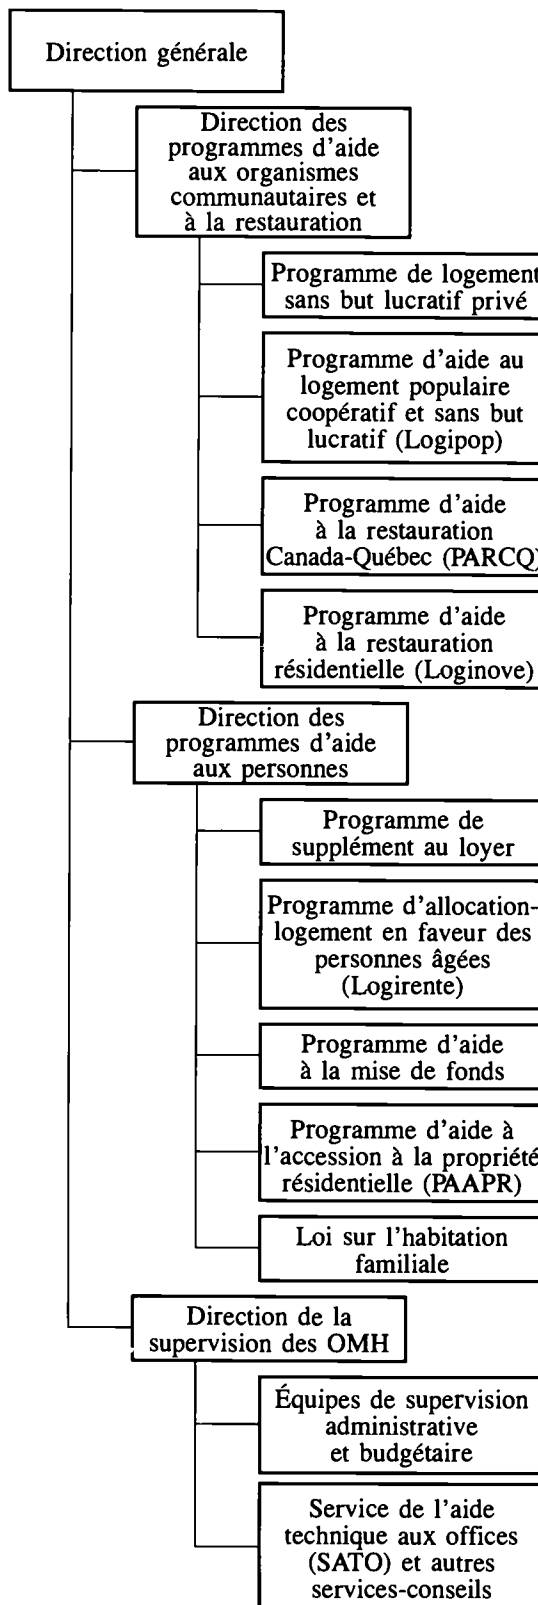 Direction générale
Direction des
programmes d'aide
aux organismes
communautaires et
à la restauration
Programme de logement
sans but lucratif privé
Programme d'aide au
logement populaire
coopératif et sans but
lucratif (Logipop)
Programme d'aide
à la restauration
Canada-Québec (PARCQ)
Programme d'aide
à la restauration
résidentielle (Loginove)
Direction des
programmes d'aide
aux personnes
Programme de
supplément au loyer
Programme d'allocation-
logement en faveur des
personnes âgées
(Logirente)
Programme d'aide
à la mise de fonds
Programme d'aide à
l'accession à la propriété
résidentielle (PAAPR)
Loi sur l'habitation
familiale
Direction de la
supervision des OMH
Équipes de supervision
administrative
et budgétaire
Service de l'aide
technique aux offices
(SATO) et autres
services-conseils